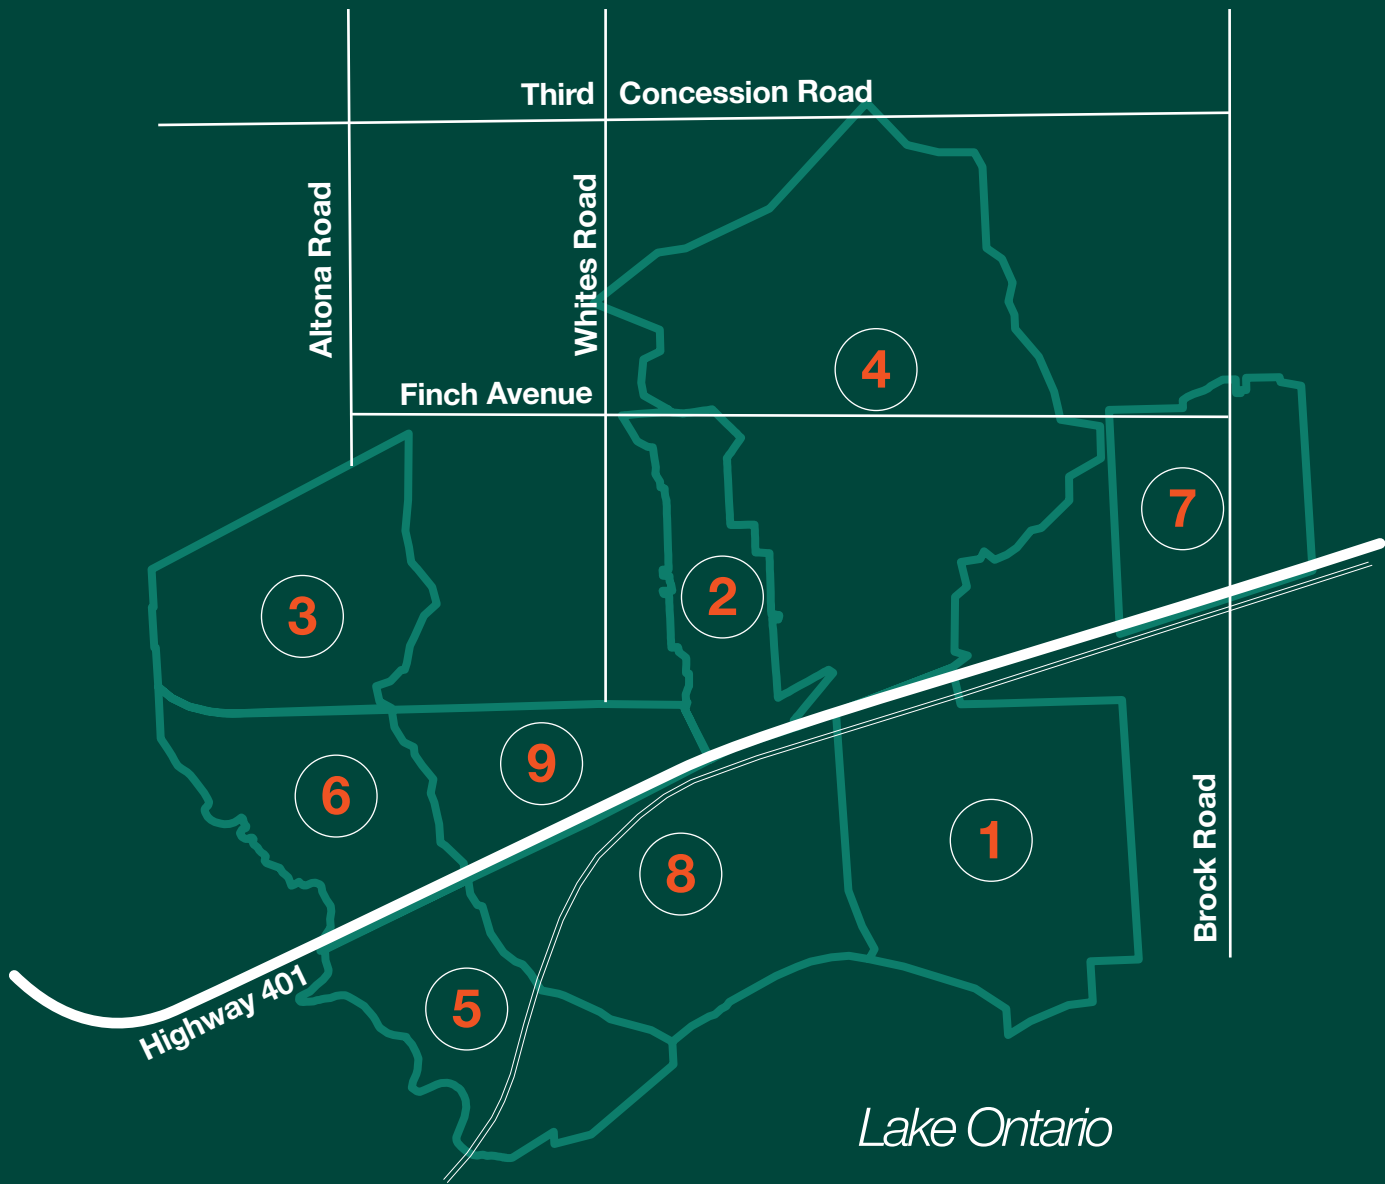 Third Concession Road
Altona Road
Whites Road
Finch Avenue
4
7
2
3
9
6
8
1
Brock Road
5
Highway 401
Lake Ontario